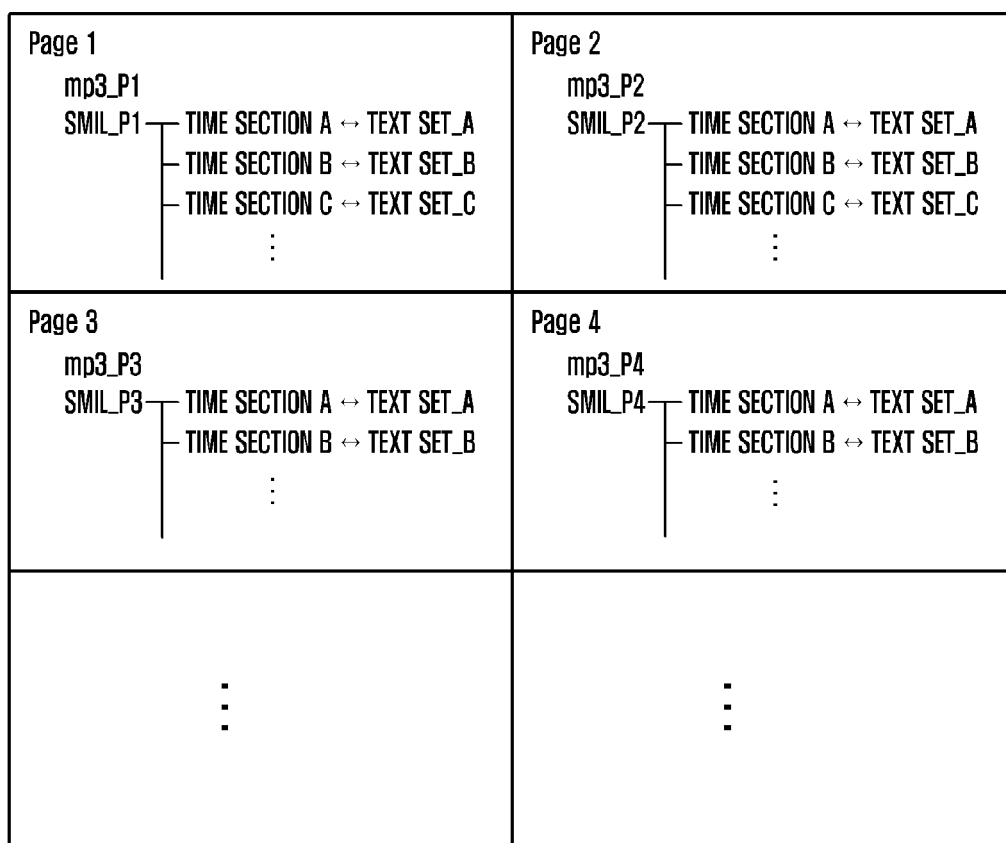 Page 1
mp3_P1
SMIL_P1 TIME SECTION A ↔ TEXT SET_A
TIME SECTION B ↔ TEXT SET_B
TIME SECTION C ↔ TEXT SET_C
⋮
Page 2
mp3_P2
SMIL_P2 TIME SECTION A ↔ TEXT SET_A
TIME SECTION B ↔ TEXT SET_B
TIME SECTION C ↔ TEXT SET_C
⋮
Page 3
mp3_P3
SMIL_P3 TIME SECTION A ↔ TEXT SET_A
TIME SECTION B ↔ TEXT SET_B
⋮
Page 4
mp3_P4
SMIL_P4 TIME SECTION A ↔ TEXT SET_A
TIME SECTION B ↔ TEXT SET_B
⋮
⋮
⋮